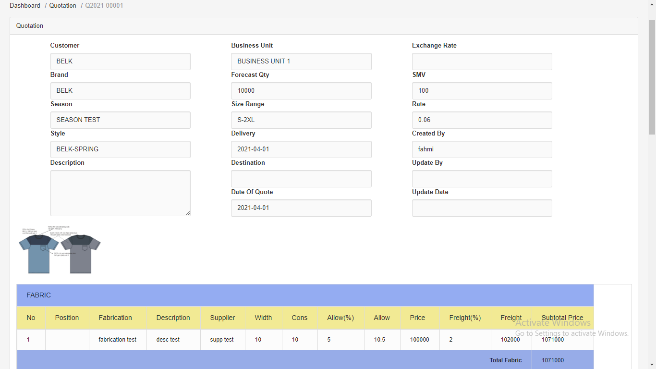 Dashboard / Quotation / Q2021-00001
Quotation
Customer
BELK
Brand
BELK
Season
SEASON TEST
Style
BELK-SPRING
Description
Business Unit
BUSINESS UNIT 1
Forecast Qty
10000
Size Range
S-2XL
Delivery
2021-04-01
Destination
Date Of Quote
2021-04-01
Exchange Rate
SMV
100
Rate
0.06
Created By
fahmi
Update By
Update Date
FABRIC
No Position Fabrication Description Supplier Width Cons Allow(%) Allow Price Freight(%) Freight Subtotal Price
1 fabrication test desc test supp test 10 10 5 10.5 100000 2 102000 1071000
Total Fabric 1071000
Activate Windows
Go to Settings to activate Windows.